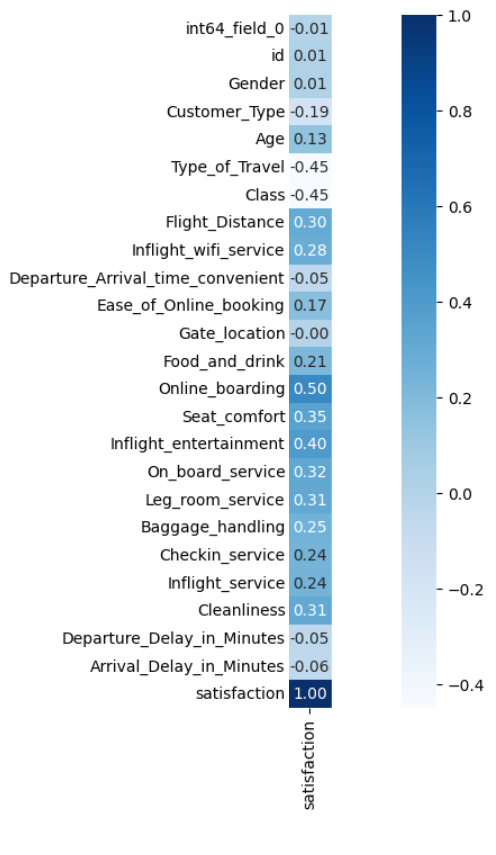 int64_field_0 -0.01
id 0.01
Gender 0.01
Customer_Type -0.19
Age 0.13
Type_of_Travel -0.45
Class -0.45
Flight_Distance 0.30
Inflight_wifi_service 0.28
Departure_Arrival_time_convenient -0.05
Ease_of_Online_booking 0.17
Gate_location -0.00
Food_and_drink 0.21
Online_boarding 0.50
Seat_comfort 0.35
Inflight_entertainment 0.40
On_board_service 0.32
Leg_room_service 0.31
Baggage_handling 0.25
Checkin_service 0.24
Inflight_service 0.24
Cleanliness 0.31
Departure_Delay_in_Minutes -0.05
Arrival_Delay_in_Minutes -0.06
satisfaction 1.00
satisfaction
1.0
0.8
0.6
0.4
0.2
0.0
−0.2
−0.4